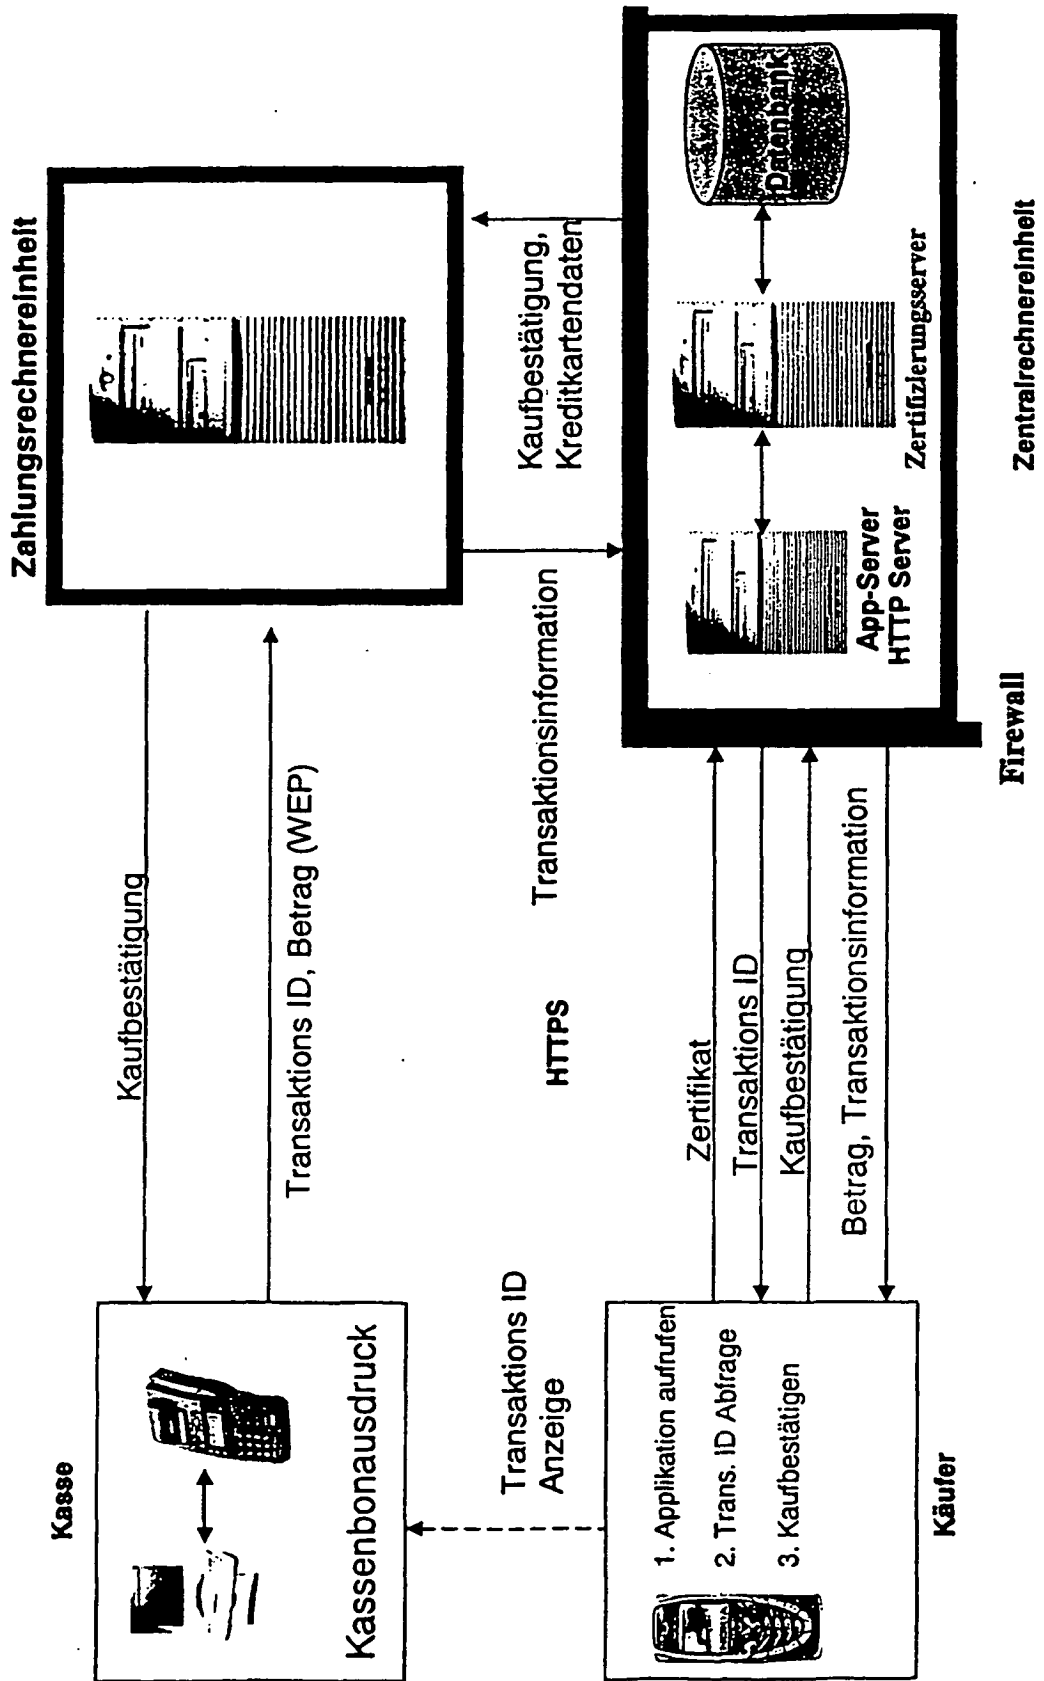 Kasse
Kassenbonausdruck
Kaufbestätigung
Transaktions ID, Betrag (WEP)
Zahlungsrechnereinheit
Transaktions ID
Anzeige
HTTPS
Transaktionsinformation
Kaufbestätigung,
Kreditkartendaten
1. Applikation aufrufen
2. Trans. ID Abfrage
3. Kaufbestätigen
Käufer
Zertifikat
Transaktions ID
Kaufbestätigung
Betrag, Transaktionsinformation
App-Server
HTTP Server
Zertifizierungsserver
Datenbank
Firewall
Zentralrechnereinheit